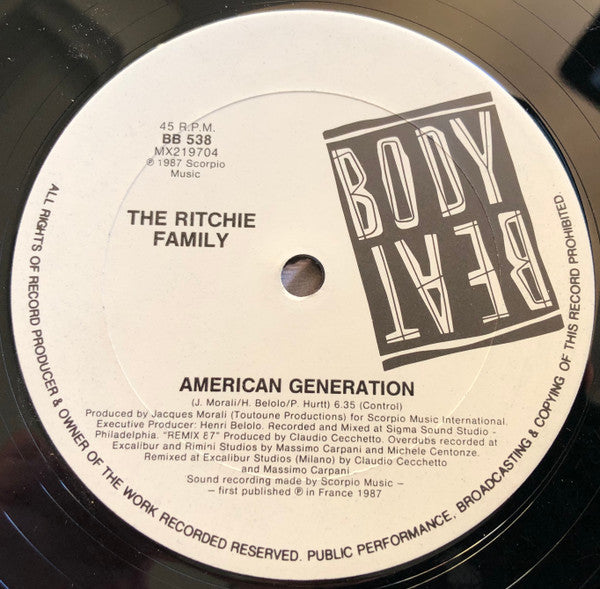 45 R.P.M.
BB 538
MX219704
℗ 1987 Scorpio
Music
THE RITCHIE
FAMILY
BODY
BEAT
AMERICAN GENERATION
(J. Morali/H. Belolo/P. Hurtt) 6.35 (Control)
Produced by Jacques Morali (Toutoune Productions) for Scorpio Music International.
Executive Producer: Henri Belolo. Recorded and Mixed at Sigma Sound Studio -
Philadelphia. "REMIX 87" Produced by Claudio Cecchetto. Overdubs recorded at
Excalibur and Rimini Studios by Massimo Carpani and Michele Centonze.
Remixed at Excalibur Studios (Milano) by Claudio Cecchetto
and Massimo Carpani
Sound recording made by Scorpio Music -
- first published ℗ in France 1987
ALL RIGHTS OF RECORD PRODUCER & OWNER OF THE WORK RECORDED RESERVED. PUBLIC PERFORMANCE, BROADCASTING & COPYING OF THIS RECORD PROHIBITED